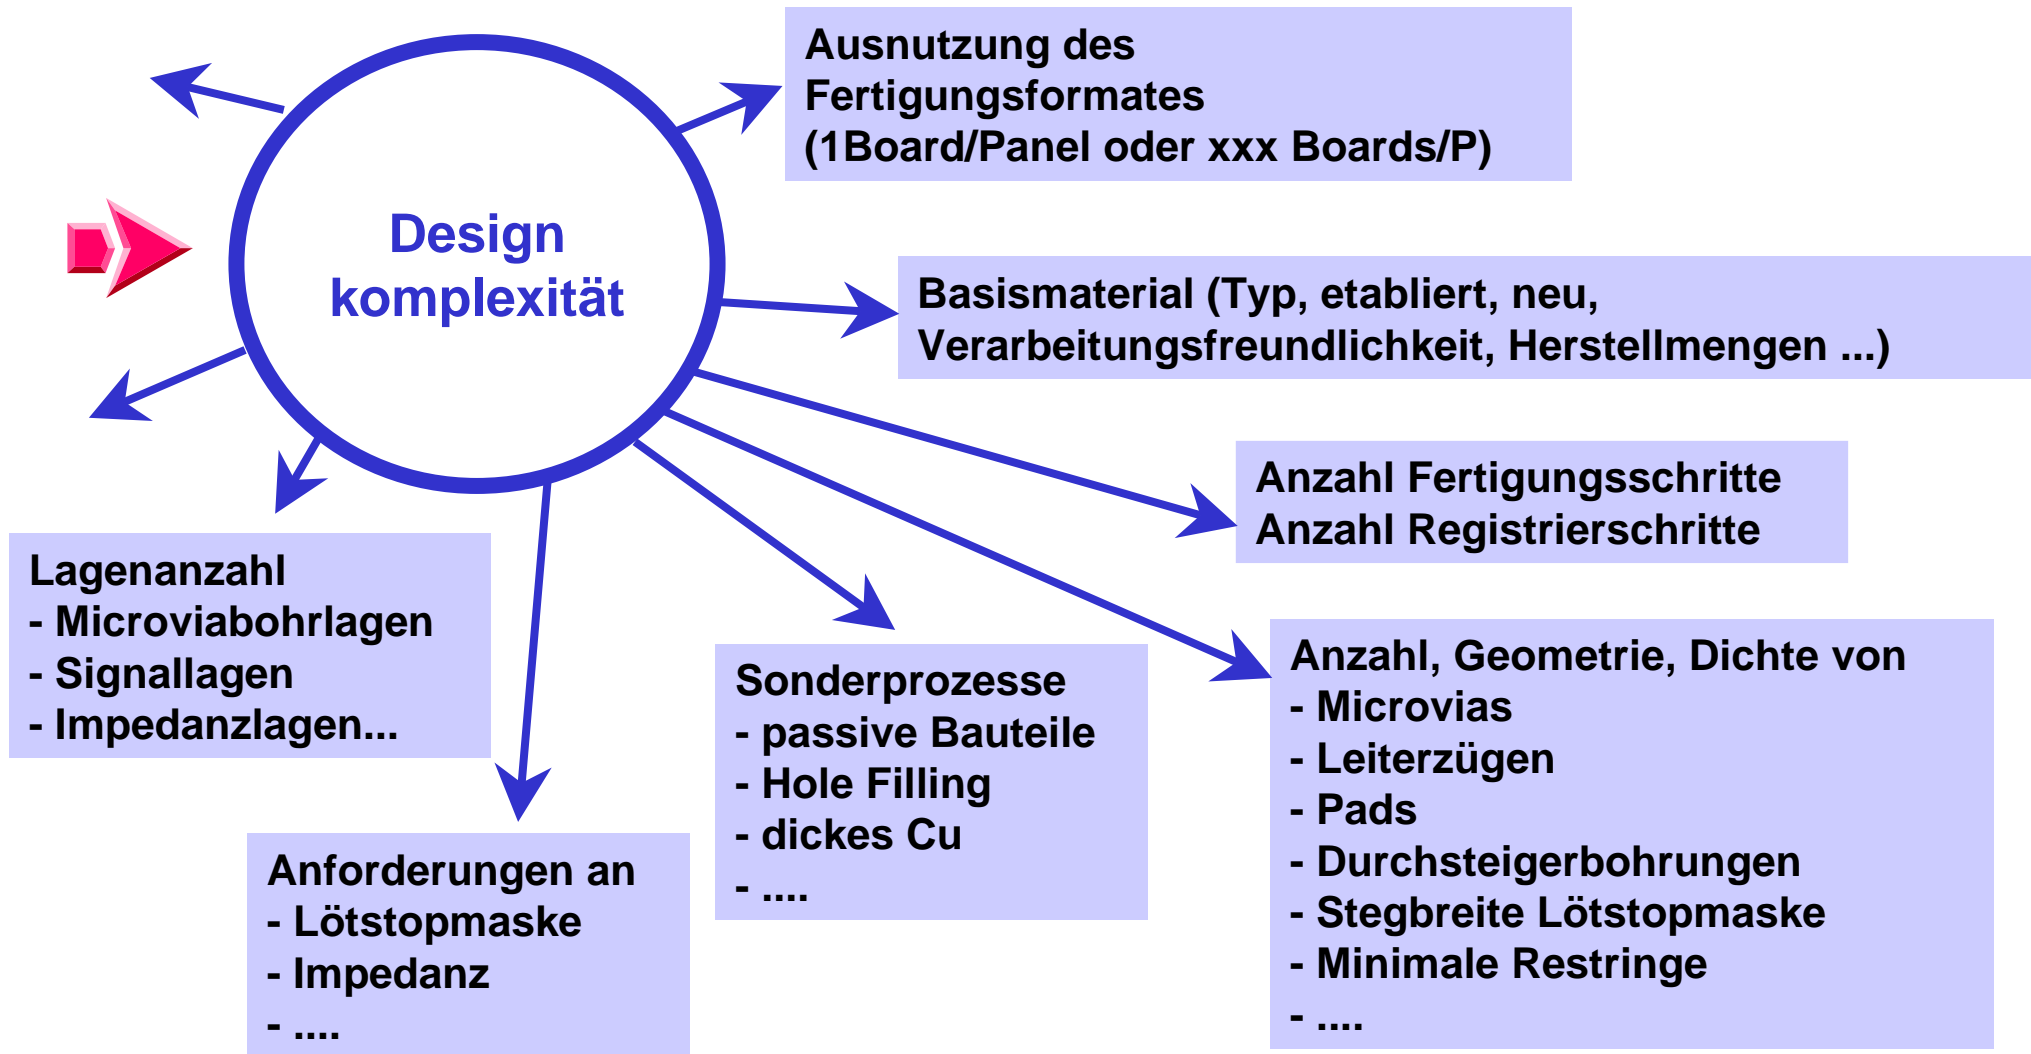 Design
komplexität
Ausnutzung des
Fertigungsformates
(1Board/Panel oder xxx Boards/P)
Basismaterial (Typ, etabliert, neu,
Verarbeitungsfreundlichkeit, Herstellmengen ...)
Anzahl Fertigungsschritte
Anzahl Registrierschritte
Anzahl, Geometrie, Dichte von
- Microvias
- Leiterzügen
- Pads
- Durchsteigerbohrungen
- Stegbreite Lötstopmaske
- Minimale Restringe
- ....
Sonderprozesse
- passive Bauteile
- Hole Filling
- dickes Cu
- ....
Anforderungen an
- Lötstopmaske
- Impedanz
- ....
Lagenanzahl
- Microviabohrlagen
- Signallagen
- Impedanzlagen...